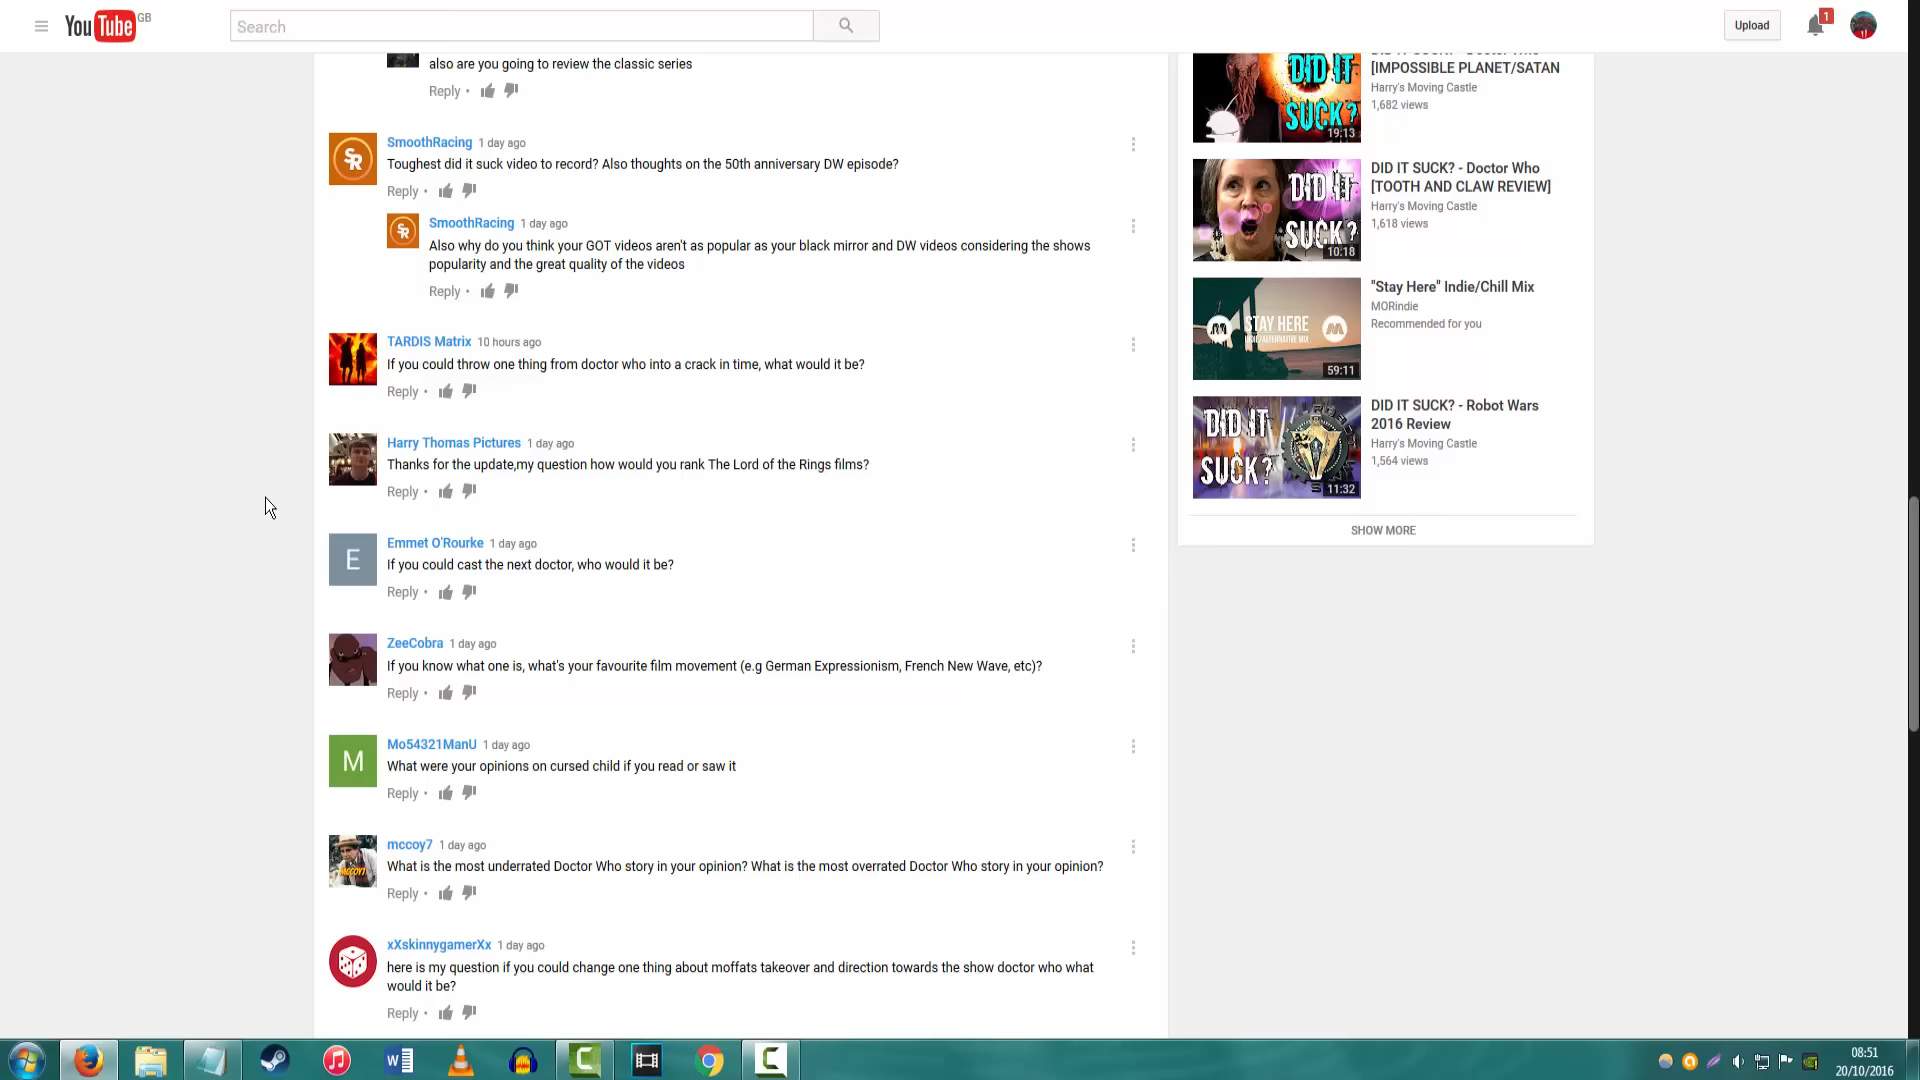 YouTube GB
Search
Upload
1
also are you going to review the classic series
Reply •
SmoothRacing 1 day ago
Toughest did it suck video to record? Also thoughts on the 50th anniversary DW episode?
Reply •
SmoothRacing 1 day ago
Also why do you think your GOT videos aren't as popular as your black mirror and DW videos considering the shows
popularity and the great quality of the videos
Reply •
TARDIS Matrix 10 hours ago
If you could throw one thing from doctor who into a crack in time, what would it be?
Reply •
Harry Thomas Pictures 1 day ago
Thanks for the update,my question how would you rank The Lord of the Rings films?
Reply •
E
Emmet O'Rourke 1 day ago
If you could cast the next doctor, who would it be?
Reply •
ZeeCobra 1 day ago
If you know what one is, what's your favourite film movement (e.g German Expressionism, French New Wave, etc)?
Reply •
M
Mo54321ManU 1 day ago
What were your opinions on cursed child if you read or saw it
Reply •
MCCOY7
mccoy7 1 day ago
What is the most underrated Doctor Who story in your opinion? What is the most overrated Doctor Who story in your opinion?
Reply •
xXskinnygamerXx 1 day ago
here is my question if you could change one thing about moffats takeover and direction towards the show doctor who what
would it be?
Reply •
DID IT
SUCK?
19:13
[IMPOSSIBLE PLANET/SATAN
Harry's Moving Castle
1,682 views
DID IT
SUCK?
10:18
DID IT SUCK? - Doctor Who
[TOOTH AND CLAW REVIEW]
Harry's Moving Castle
1,618 views
STAY HERE
INDIE/ALTERNATIVE MIX
59:11
"Stay Here" Indie/Chill Mix
MORindie
Recommended for you
DID IT
SUCK?
11:32
DID IT SUCK? - Robot Wars
2016 Review
Harry's Moving Castle
1,564 views
SHOW MORE
08:51
20/10/2016